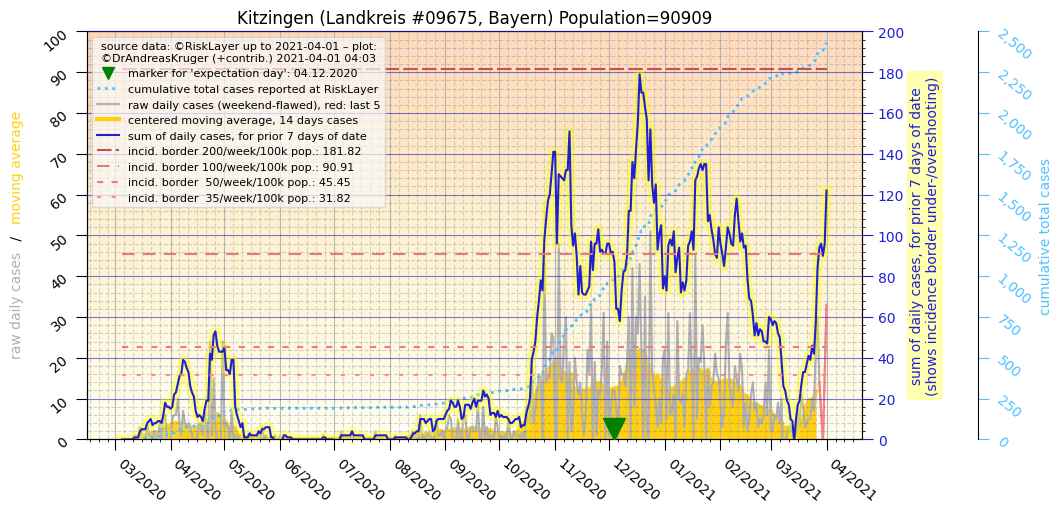 Kitzingen (Landkreis #09675, Bayern) Population=90909
source data: ©RiskLayer up to 2021-04-01 – plot:
©DrAndreasKruger (+contrib.) 2021-04-01 04:03
marker for 'expectation day': 04.12.2020
cumulative total cases reported at RiskLayer
raw daily cases (weekend-flawed), red: last 5
centered moving average, 14 days cases
sum of daily cases, for prior 7 days of date
incid. border 200/week/100k pop.: 181.82
incid. border 100/week/100k pop.: 90.91
incid. border  50/week/100k pop.: 45.45
incid. border  35/week/100k pop.: 31.82
raw daily cases  /  moving average
100
90
80
70
60
50
40
30
20
10
0
03/2020
04/2020
05/2020
06/2020
07/2020
08/2020
09/2020
10/2020
11/2020
12/2020
01/2021
02/2021
03/2021
04/2021
200
180
160
140
120
100
80
60
40
20
0
sum of daily cases, for prior 7 days of date
(shows incidence border under-/overshooting)
2,500
2,250
2,000
1,750
1,500
1,250
1,000
750
500
250
0
cumulative total cases